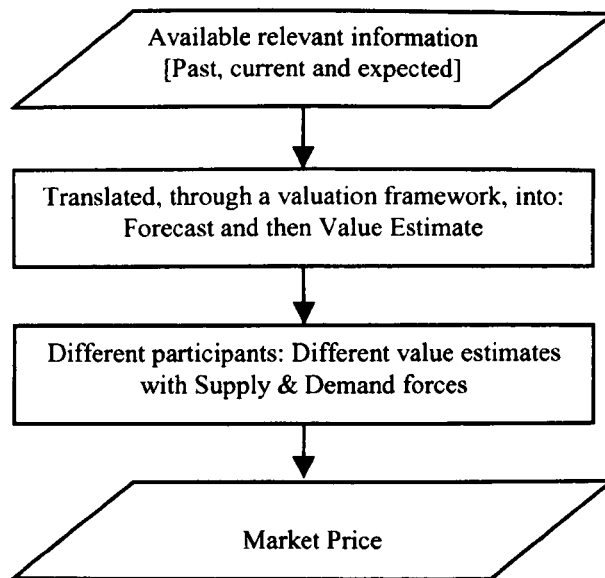 Available relevant information
[Past, current and expected]
Translated, through a valuation framework, into:
Forecast and then Value Estimate
Different participants: Different value estimates
with Supply & Demand forces
Market Price